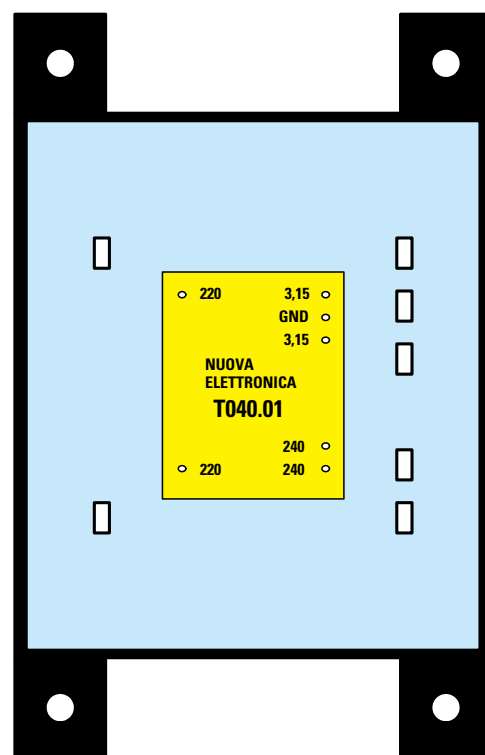 220 3,15
GND
3,15
NUOVA
ELETTRONICA
T040.01
240
220 240